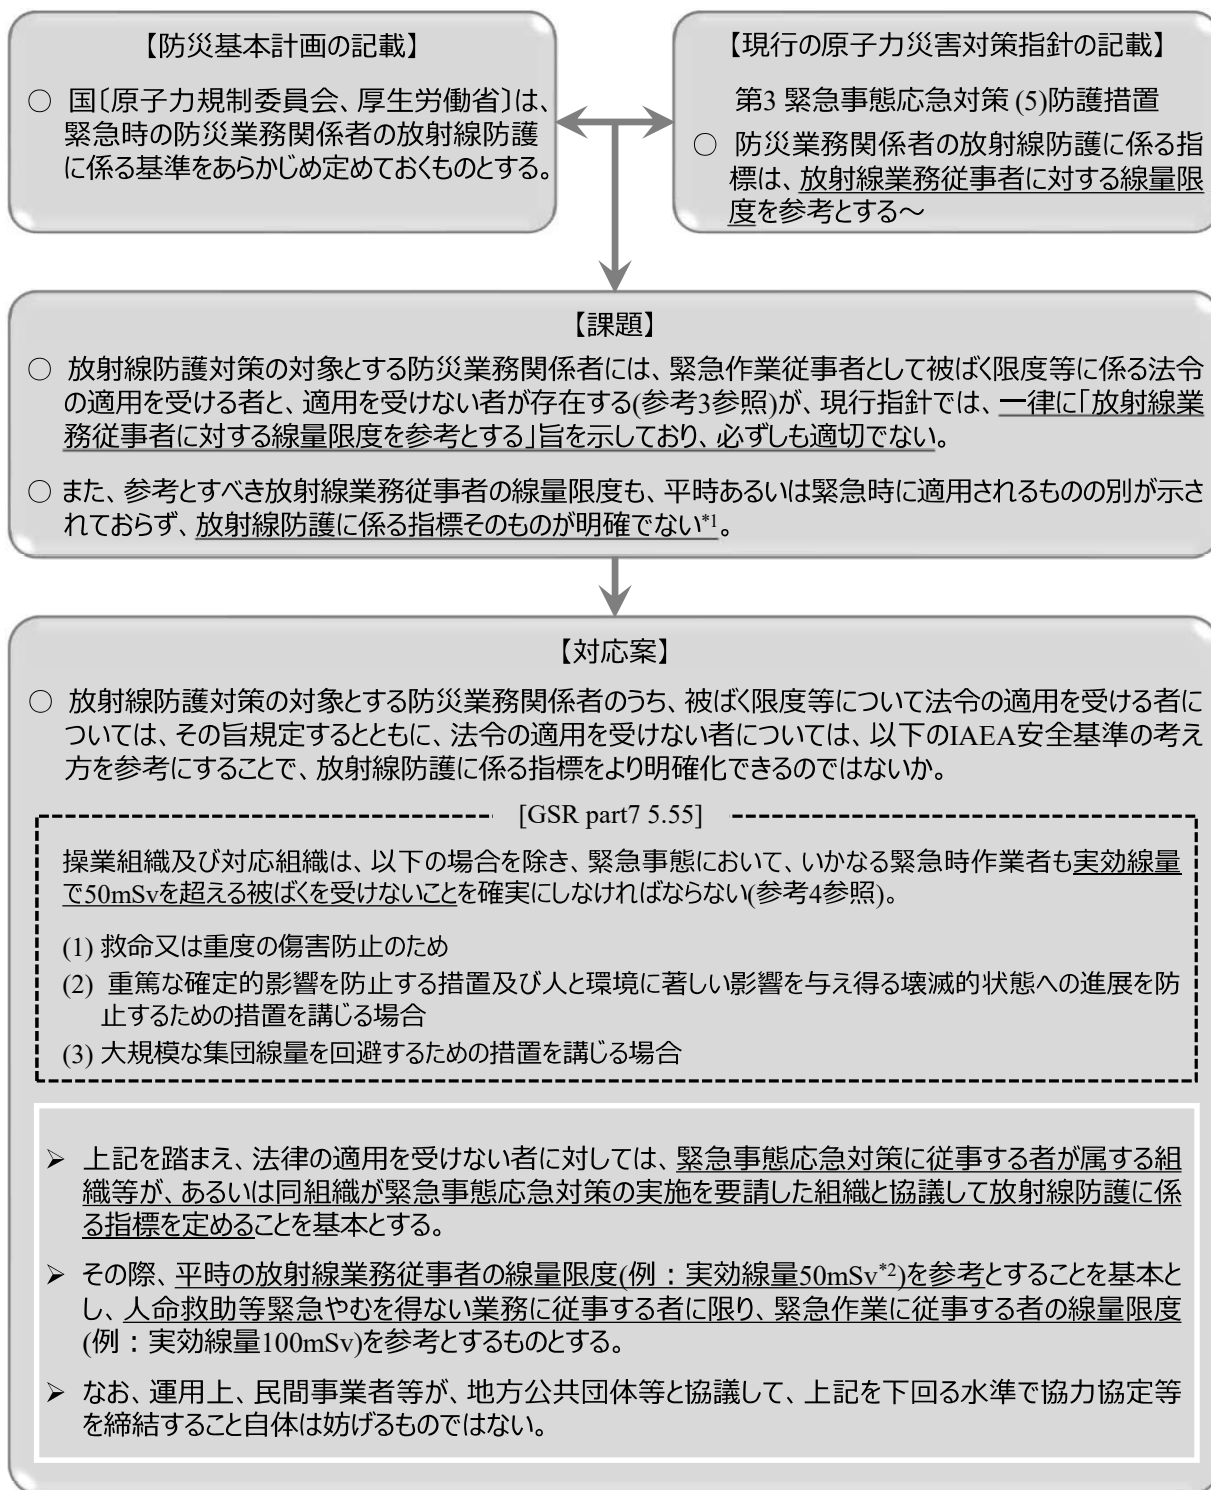 【防災基本計画の記載】
○ 国〔原子力規制委員会、厚生労働省〕は、
緊急時の防災業務関係者の放射線防護
に係る基準をあらかじめ定めておくものとする。
【現行の原子力災害対策指針の記載】
第3 緊急事態応急対策 (5)防護措置
○ 防災業務関係者の放射線防護に係る指
標は、放射線業務従事者に対する線量限
度を参考とする～
【課題】
○ 放射線防護対策の対象とする防災業務関係者には、緊急作業従事者として被ばく限度等に係る法令
の適用を受ける者と、適用を受けない者が存在する(参考3参照)が、現行指針では、一律に「放射線業
務従事者に対する線量限度を参考とする」旨を示しており、必ずしも適切でない。
○ また、参考とすべき放射線業務従事者の線量限度も、平時あるいは緊急時に適用されるものの別が示さ
れておらず、放射線防護に係る指標そのものが明確でない*1。
【対応案】
○ 放射線防護対策の対象とする防災業務関係者のうち、被ばく限度等について法令の適用を受ける者に
ついては、その旨規定するとともに、法令の適用を受けない者については、以下のIAEA安全基準の考え
方を参考にすることで、放射線防護に係る指標をより明確化できるのではないか。
[GSR part7 5.55]
操業組織及び対応組織は、以下の場合を除き、緊急事態において、いかなる緊急時作業者も実効線量
で50mSvを超える被ばくを受けないことを確実にしなければならない(参考4参照)。
(1) 救命又は重度の傷害防止のため
(2) 重篤な確定的影響を防止する措置及び人と環境に著しい影響を与え得る壊滅的状態への進展を防
止するための措置を講じる場合
(3) 大規模な集団線量を回避するための措置を講じる場合
➢ 上記を踏まえ、法律の適用を受けない者に対しては、緊急事態応急対策に従事する者が属する組
織等が、あるいは同組織が緊急事態応急対策の実施を要請した組織と協議して放射線防護に係
る指標を定めることを基本とする。
➢ その際、平時の放射線業務従事者の線量限度(例：実効線量50mSv*2)を参考とすることを基本と
し、人命救助等緊急やむを得ない業務に従事する者に限り、緊急作業に従事する者の線量限度
(例：実効線量100mSv)を参考とするものとする。
➢ なお、運用上、民間事業者等が、地方公共団体等と協議して、上記を下回る水準で協力協定等
を締結すること自体は妨げるものではない。